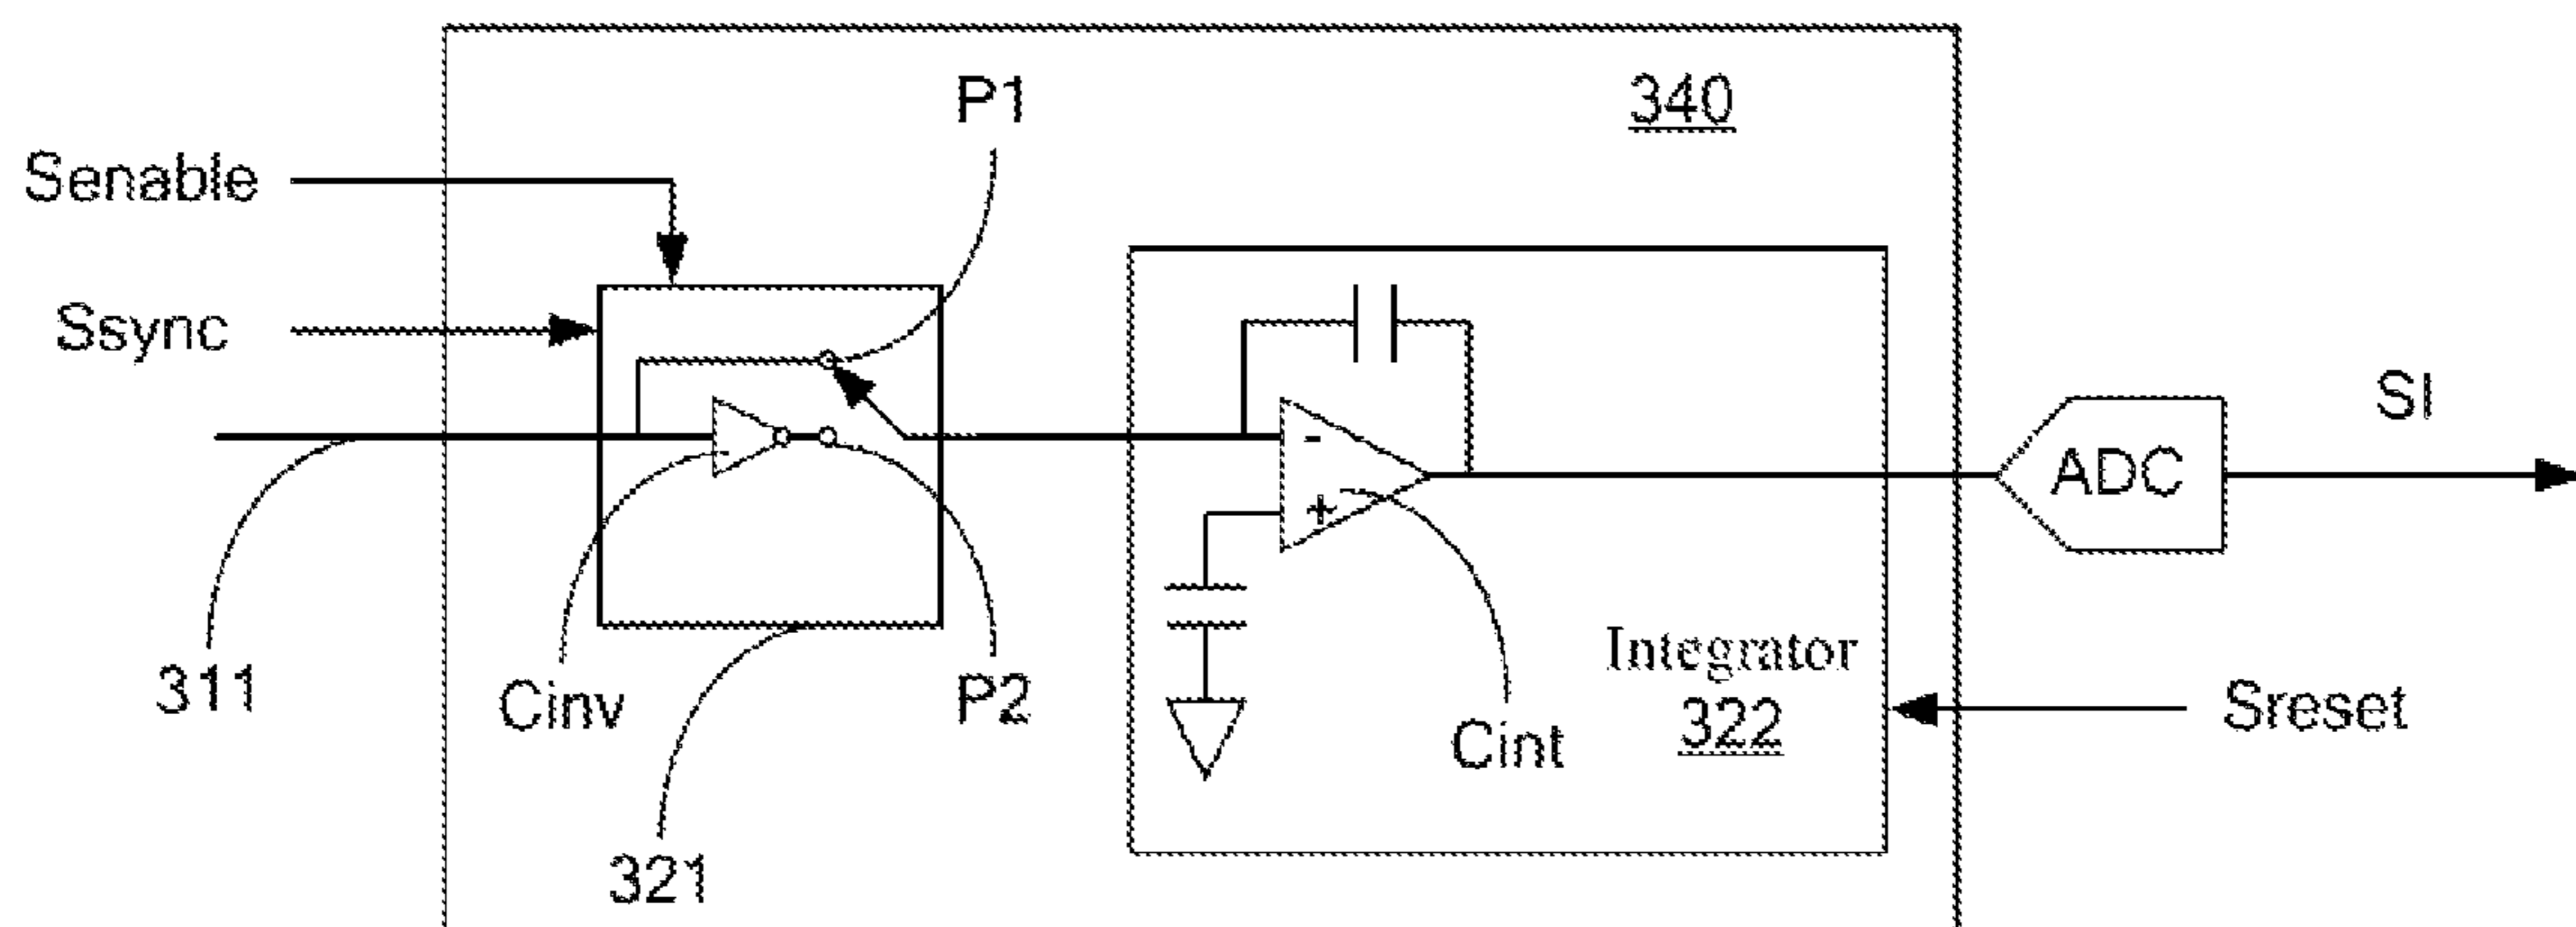 P1
340
Senable
Ssync
SI
ADC
-
+
311
Cinv
P2
Integrator
322
Cint
Sreset
321